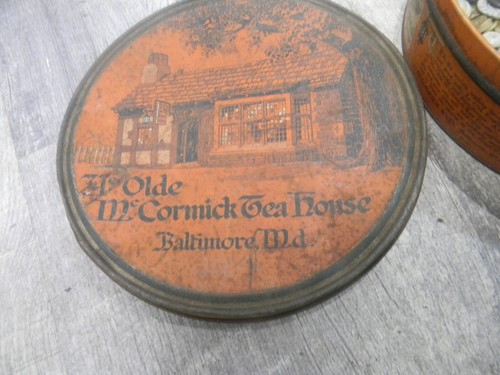 Ye Olde
McCormick Tea House
Baltimore, Md.